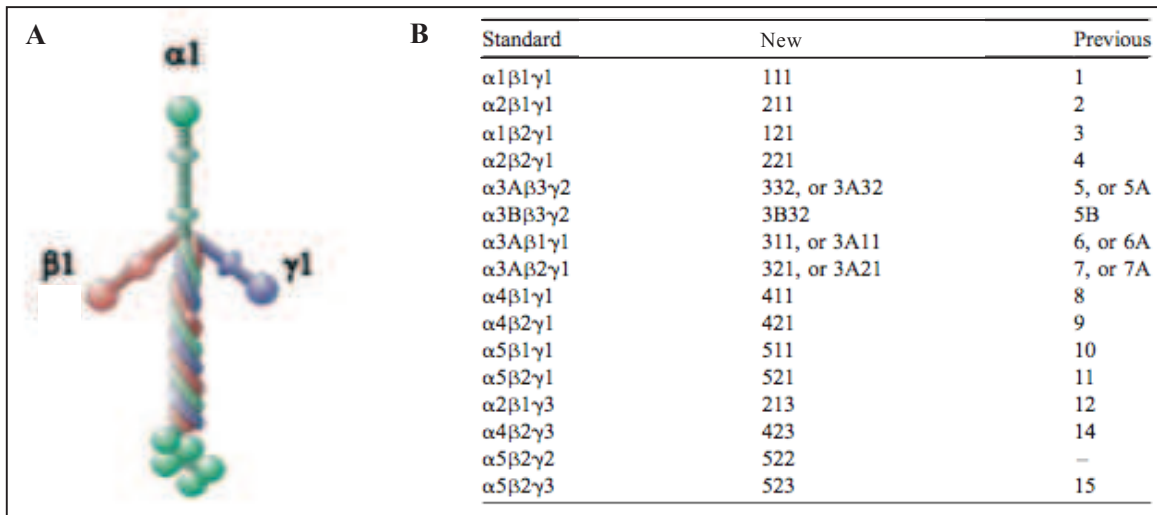 A
α1
β1
γ1
B
Standard New Previous
α1β1γ1 111 1
α2β1γ1 211 2
α1β2γ1 121 3
α2β2γ1 221 4
α3Aβ3γ2 332, or 3A32 5, or 5A
α3Bβ3γ2 3B32 5B
α3Aβ1γ1 311, or 3A11 6, or 6A
α3Aβ2γ1 321, or 3A21 7, or 7A
α4β1γ1 411 8
α4β2γ1 421 9
α5β1γ1 511 10
α5β2γ1 521 11
α2β1γ3 213 12
α4β2γ3 423 14
α5β2γ2 522 –
α5β2γ3 523 15